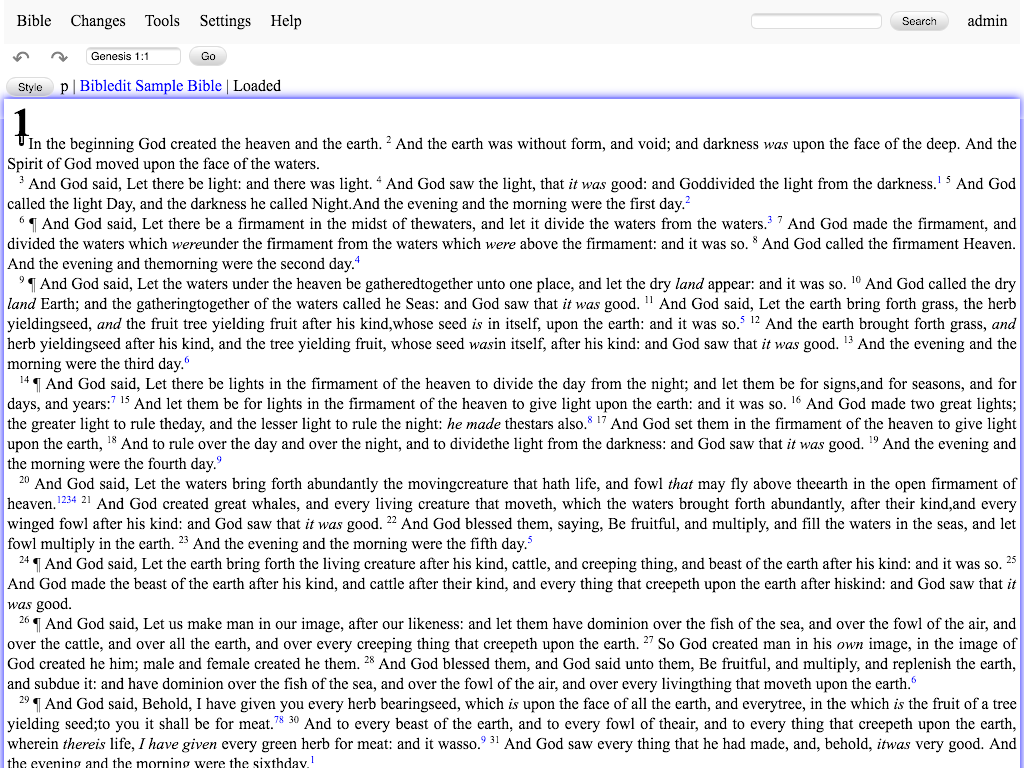 Bible Changes Tools Settings Help Search admin
Genesis 1:1 Go
Style p | Bibledit Sample Bible | Loaded
1
In the beginning God created the heaven and the earth. 2 And the earth was without form, and void; and darkness was upon the face of the deep. And the
Spirit of God moved upon the face of the waters.
3 And God said, Let there be light: and there was light. 4 And God saw the light, that it was good: and Goddivided the light from the darkness.1 5 And God
called the light Day, and the darkness he called Night.And the evening and the morning were the first day.2
6 ¶ And God said, Let there be a firmament in the midst of thewaters, and let it divide the waters from the waters.3 7 And God made the firmament, and
divided the waters which wereunder the firmament from the waters which were above the firmament: and it was so. 8 And God called the firmament Heaven.
And the evening and themorning were the second day.4
9 ¶ And God said, Let the waters under the heaven be gatheredtogether unto one place, and let the dry land appear: and it was so. 10 And God called the dry
land Earth; and the gatheringtogether of the waters called he Seas: and God saw that it was good. 11 And God said, Let the earth bring forth grass, the herb
yieldingseed, and the fruit tree yielding fruit after his kind,whose seed is in itself, upon the earth: and it was so.5 12 And the earth brought forth grass, and
herb yieldingseed after his kind, and the tree yielding fruit, whose seed wasin itself, after his kind: and God saw that it was good. 13 And the evening and the
morning were the third day.6
14 ¶ And God said, Let there be lights in the firmament of the heaven to divide the day from the night; and let them be for signs,and for seasons, and for
days, and years:7 15 And let them be for lights in the firmament of the heaven to give light upon the earth: and it was so. 16 And God made two great lights;
the greater light to rule theday, and the lesser light to rule the night: he made thestars also.8 17 And God set them in the firmament of the heaven to give light
upon the earth, 18 And to rule over the day and over the night, and to dividethe light from the darkness: and God saw that it was good. 19 And the evening and
the morning were the fourth day.9
20 And God said, Let the waters bring forth abundantly the movingcreature that hath life, and fowl that may fly above theearth in the open firmament of
heaven.1234 21 And God created great whales, and every living creature that moveth, which the waters brought forth abundantly, after their kind,and every
winged fowl after his kind: and God saw that it was good. 22 And God blessed them, saying, Be fruitful, and multiply, and fill the waters in the seas, and let
fowl multiply in the earth. 23 And the evening and the morning were the fifth day.5
24 ¶ And God said, Let the earth bring forth the living creature after his kind, cattle, and creeping thing, and beast of the earth after his kind: and it was so. 25
And God made the beast of the earth after his kind, and cattle after their kind, and every thing that creepeth upon the earth after hiskind: and God saw that it
was good.
26 ¶ And God said, Let us make man in our image, after our likeness: and let them have dominion over the fish of the sea, and over the fowl of the air, and
over the cattle, and over all the earth, and over every creeping thing that creepeth upon the earth. 27 So God created man in his own image, in the image of
God created he him; male and female created he them. 28 And God blessed them, and God said unto them, Be fruitful, and multiply, and replenish the earth,
and subdue it: and have dominion over the fish of the sea, and over the fowl of the air, and over every livingthing that moveth upon the earth.6
29 ¶ And God said, Behold, I have given you every herb bearingseed, which is upon the face of all the earth, and everytree, in the which is the fruit of a tree
yielding seed;to you it shall be for meat.78 30 And to every beast of the earth, and to every fowl of theair, and to every thing that creepeth upon the earth,
wherein thereis life, I have given every green herb for meat: and it wasso.9 31 And God saw every thing that he had made, and, behold, itwas very good. And
the evening and the morning were the sixthday.1